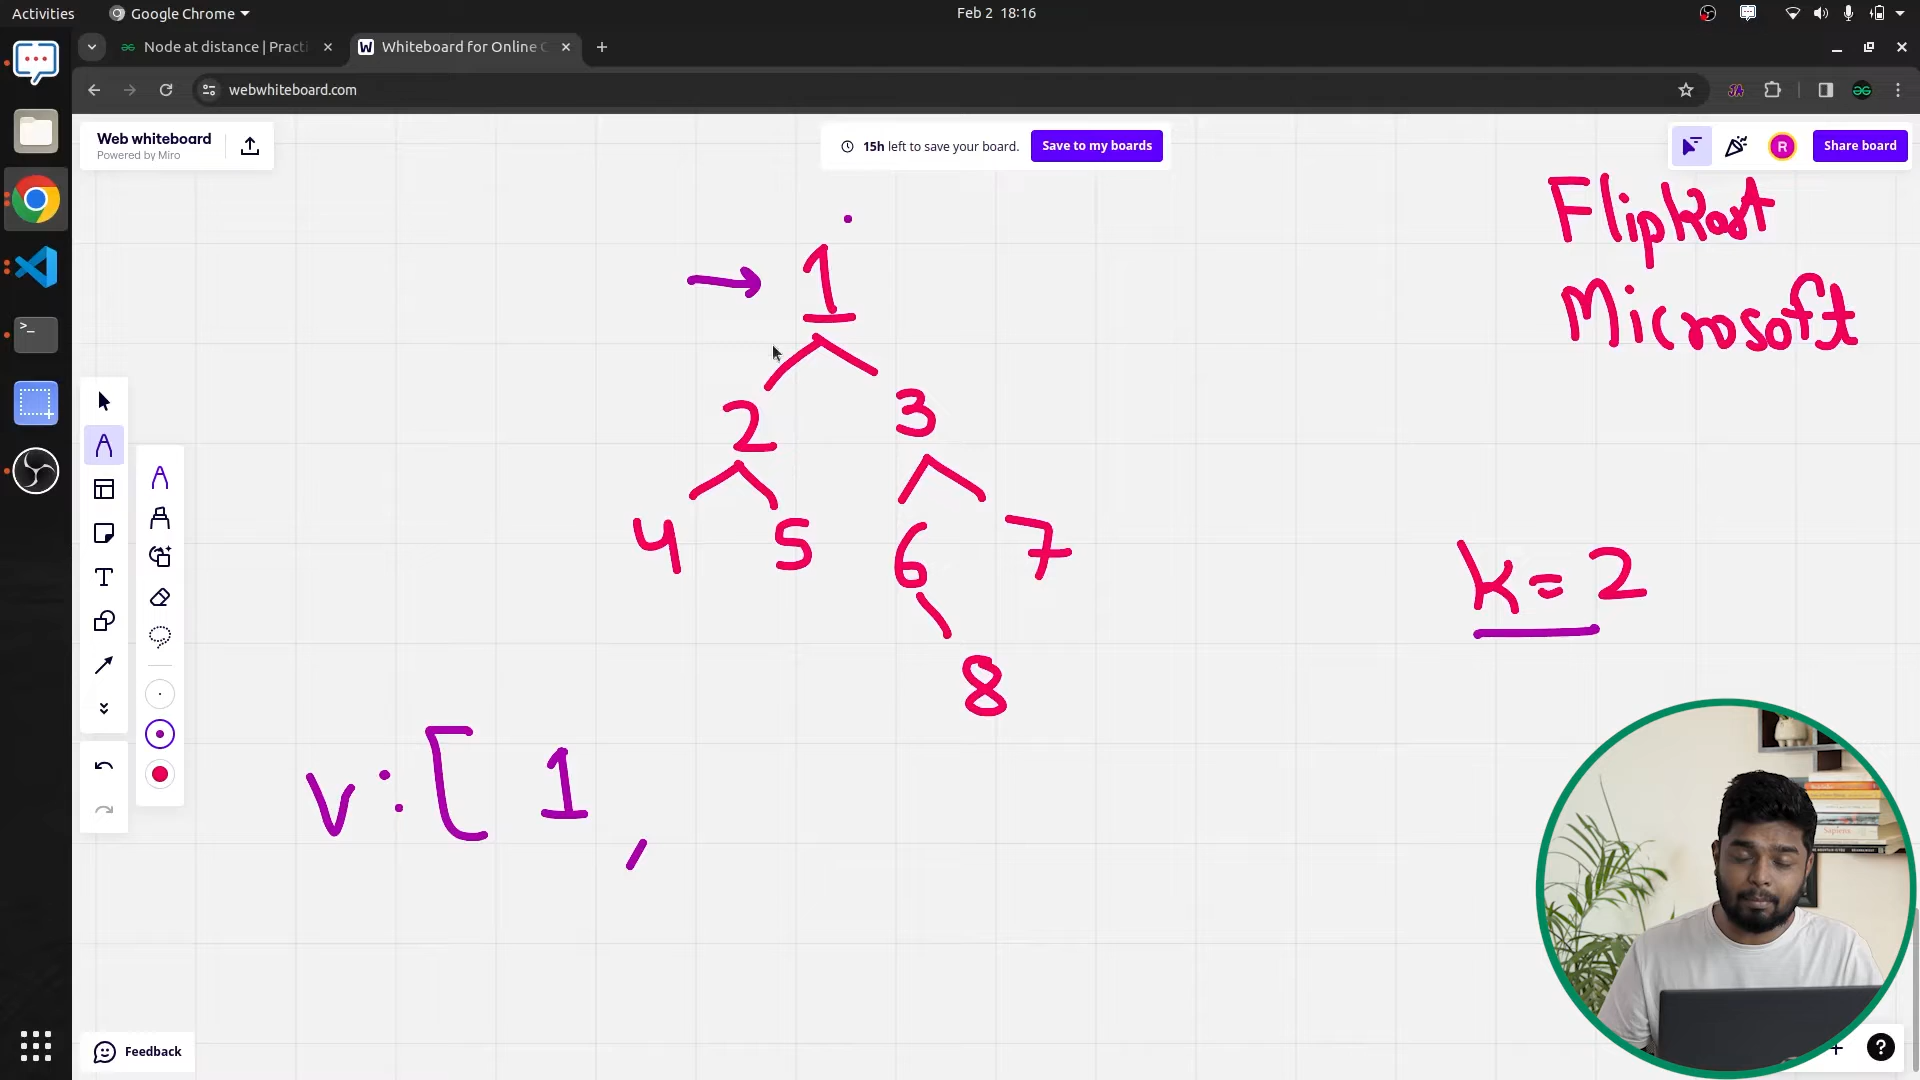 Activities
Google Chrome
Feb 2 18:16
Node at distance | Practi
Whiteboard for Online C
webwhiteboard.com
Web whiteboard
Powered by Miro
15h left to save your board.
Save to my boards
R
Share board
Flipkart
Microsoft
1
2 3
4 5 6 7
8
k = 2
v : [ 1 ,
Feedback